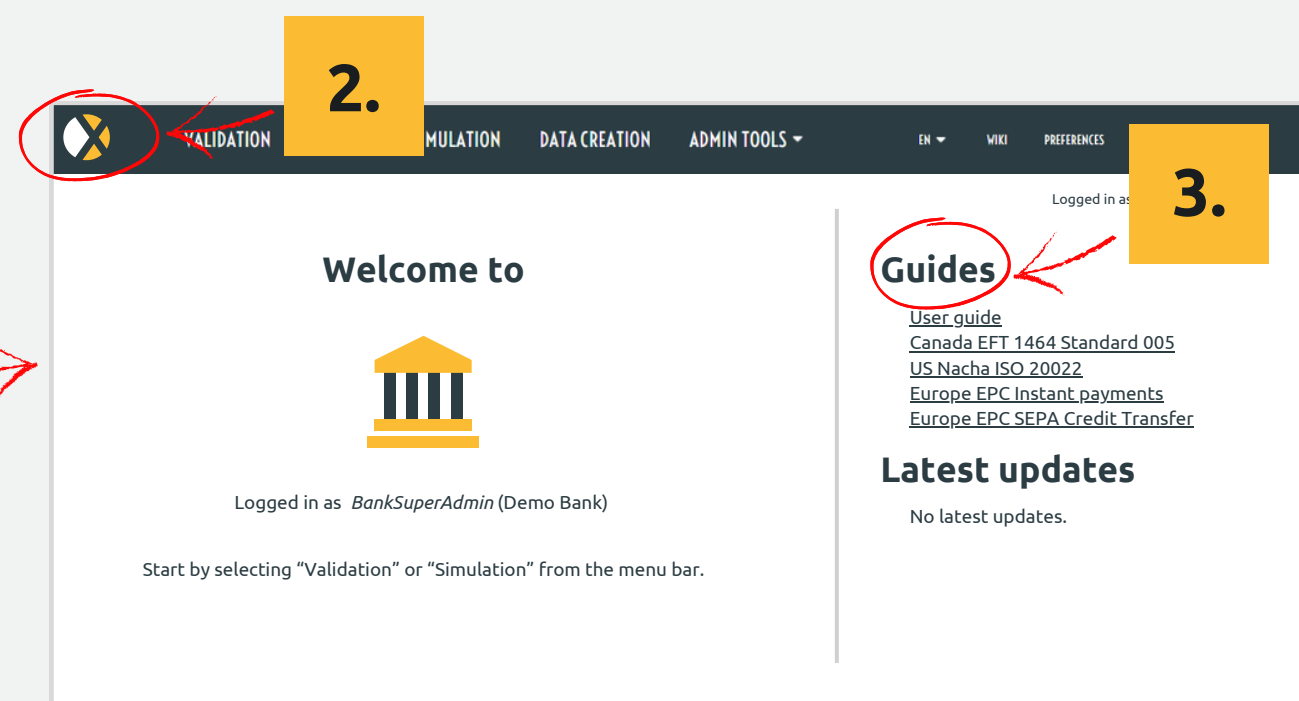 2.
VALIDATION MULATION DATA CREATION ADMIN TOOLS EN WIKI PREFERENCES
3.
Logged in as
Welcome to
Guides
User guide
Canada EFT 1464 Standard 005
US Nacha ISO 20022
Europe EPC Instant payments
Europe EPC SEPA Credit Transfer
Latest updates
No latest updates.
Logged in as BankSuperAdmin (Demo Bank)
Start by selecting “Validation” or “Simulation” from the menu bar.